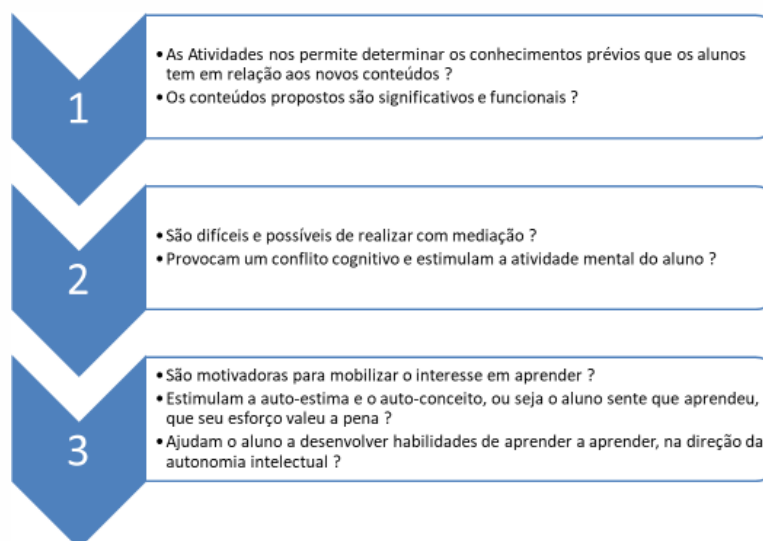 1
•As Atividades nos permite determinar os conhecimentos prévios que os alunos
tem em relação aos novos conteúdos ?
•Os conteúdos propostos são significativos e funcionais ?
2
•São difíceis e possíveis de realizar com mediação ?
•Provocam um conflito cognitivo e estimulam a atividade mental do aluno ?
3
•São motivadoras para mobilizar o interesse em aprender ?
•Estimulam a auto-estima e o auto-conceito, ou seja o aluno sente que aprendeu,
que seu esforço valeu a pena ?
•Ajudam o aluno a desenvolver habilidades de aprender a aprender, na direção da
autonomia intelectual ?